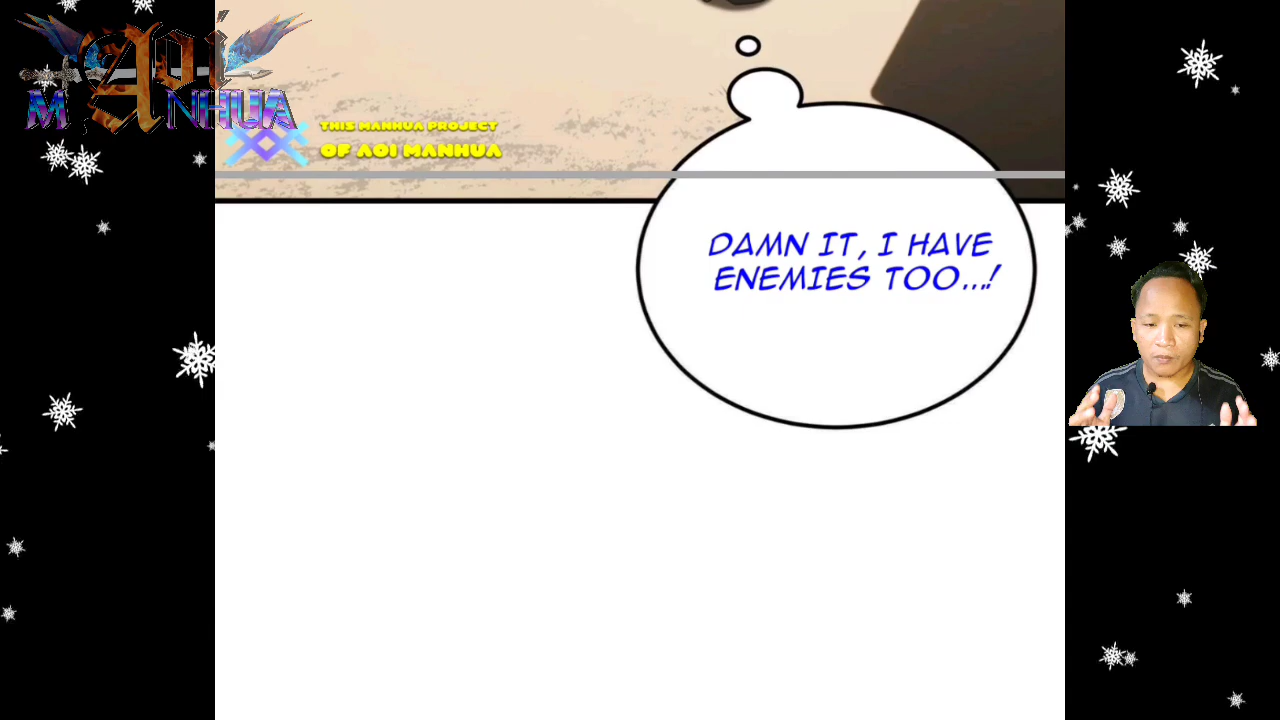 Aoi
MANHUA
THIS MANHUA PROJECT
OF AOI MANHUA
DAMN IT, I HAVE
ENEMIES TOO...!